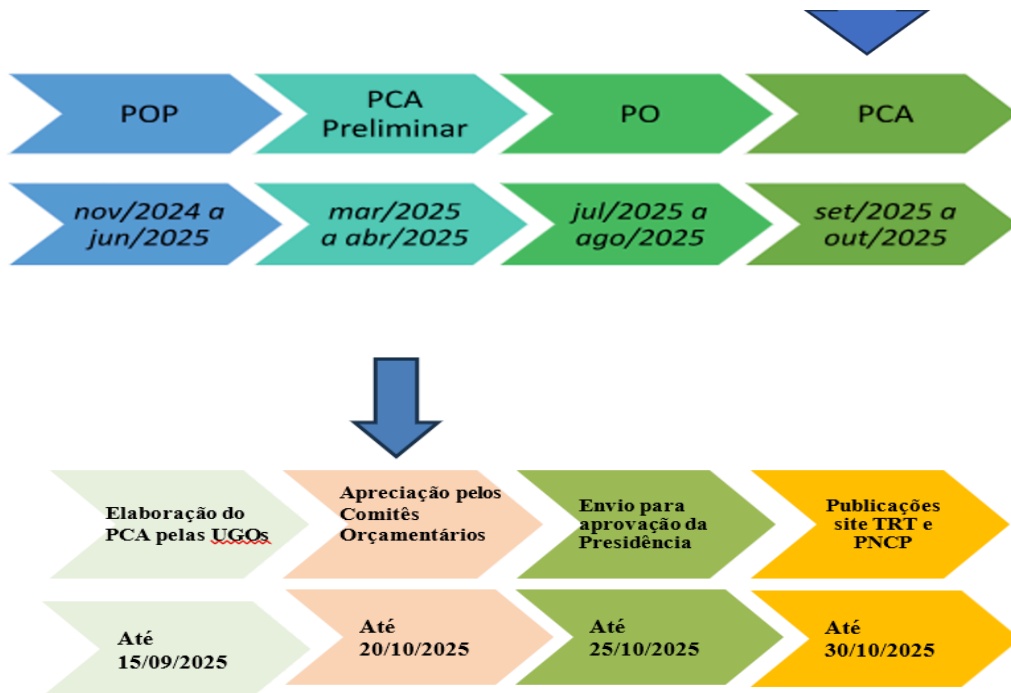 POP
PCA
Preliminar
PO
PCA
nov/2024 a
jun/2025
mar/2025
a abr/2025
jul/2025 a
ago/2025
set/2025 a
out/2025
Elaboração do
PCA pelas UGOs
Apreciação pelos
Comitês
Orçamentários
Envio para
aprovação da
Presidência
Publicações
site TRT e
PNCP
Até
15/09/2025
Até
20/10/2025
Até
25/10/2025
Até
30/10/2025